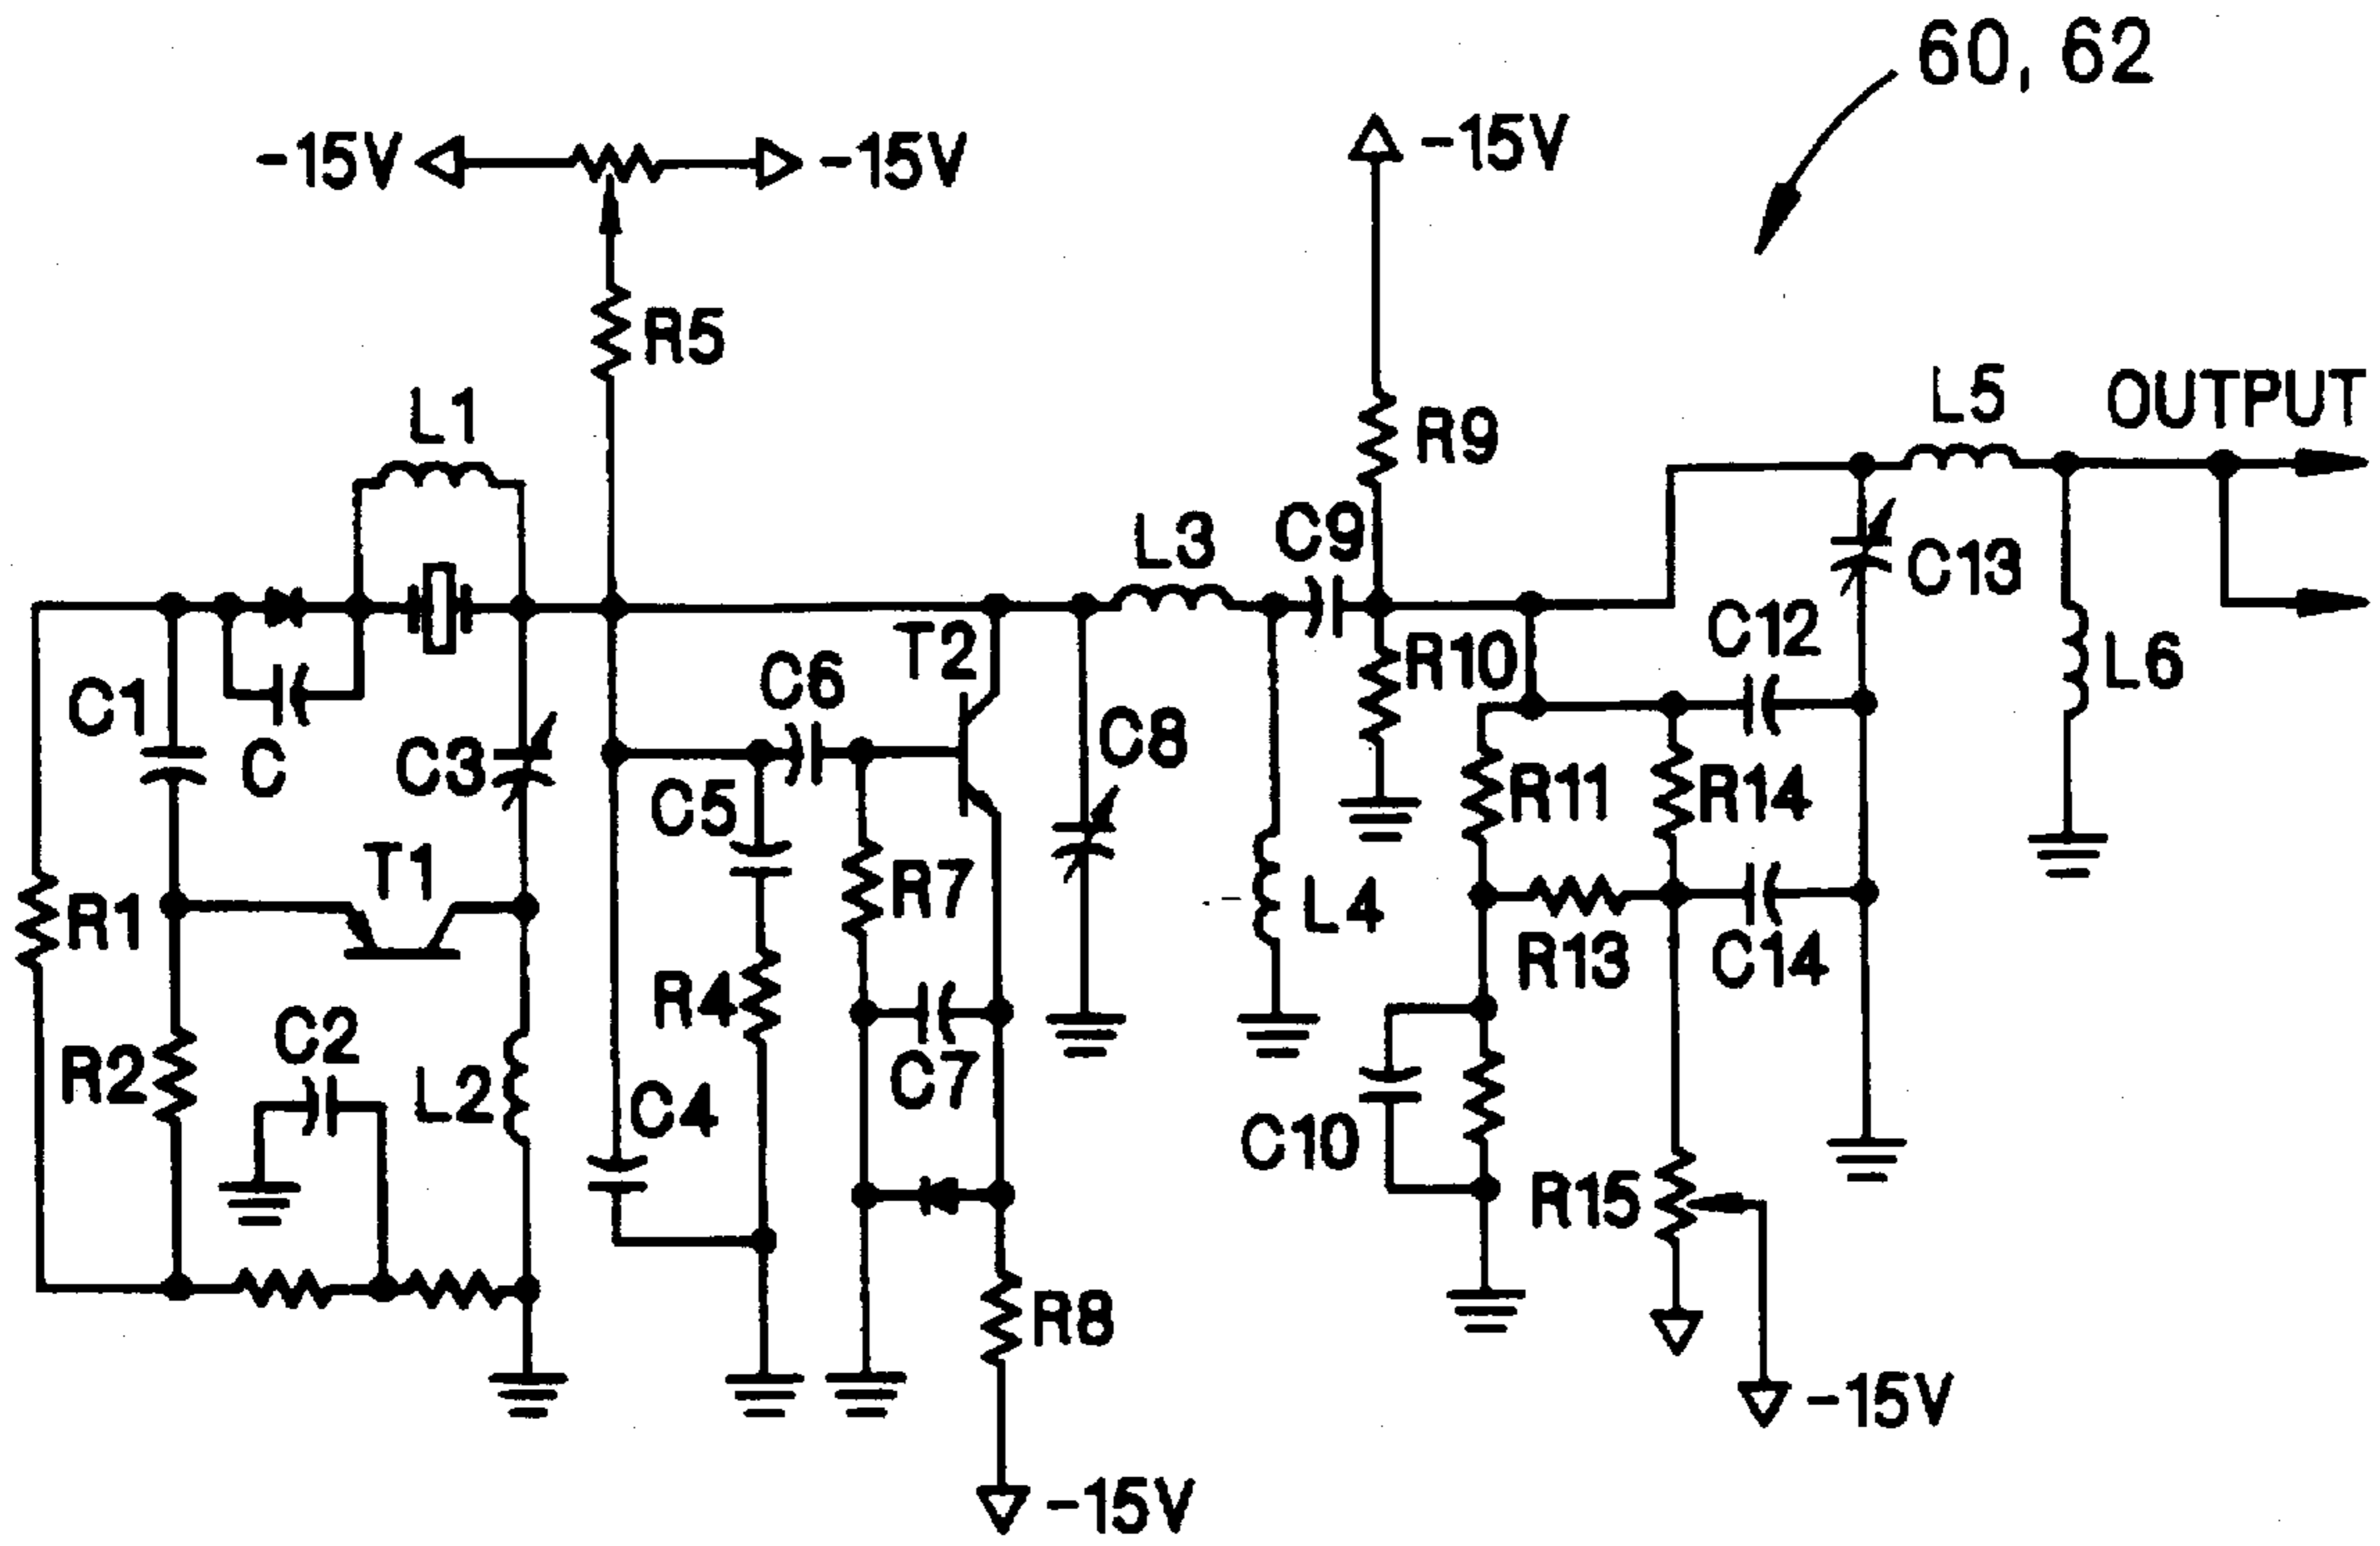 60, 62
-15V
-15V
-15V
R5
R9
L1
L5
OUTPUT
L3
C9
C13
C12
T2
R10
L6
C6
C1
C
C3
C8
C5
R11
R14
T1
R7
R1
L4
R13
C14
R4
C2
R2
L2
C7
C4
C10
R15
R8
-15V
-15V